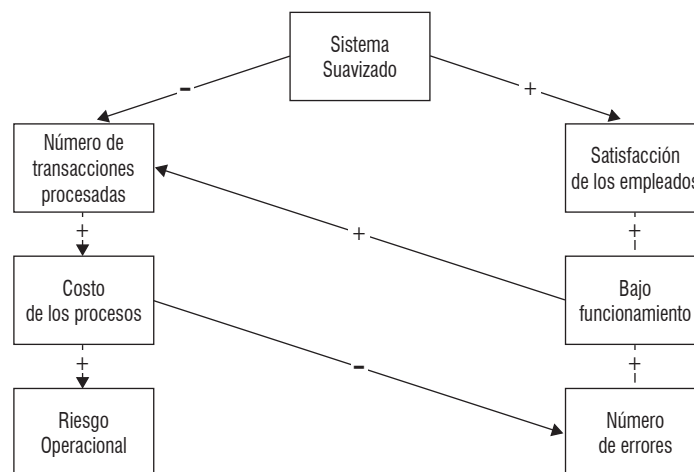 Sistema
Suavizado
-
+
Número de
transacciones
procesadas
Satisfacción
de los empleados
+
+
+
Costo
de los procesos
Bajo
funcionamiento
+
-
+
Riesgo
Operacional
Número
de errores